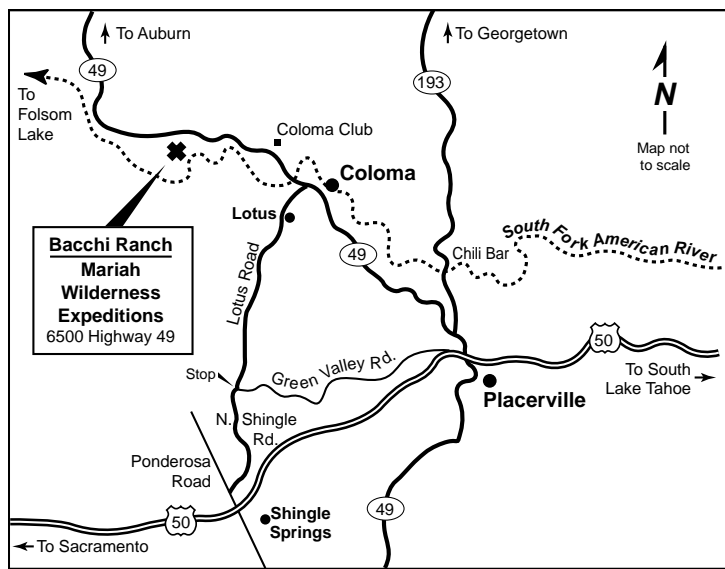 To Auburn
To Georgetown
49
193
To
Folsom
Lake
N
Map not
to scale
Coloma Club
Coloma
Lotus
Bacchi Ranch
Mariah
Wilderness
Expeditions
6500 Highway 49
Lotus Road
49
Chili Bar
South Fork American River
50
To South
Lake Tahoe
Stop
Green Valley Rd.
Placerville
N. Shingle
Rd.
Ponderosa
Road
50
Shingle
Springs
49
To Sacramento